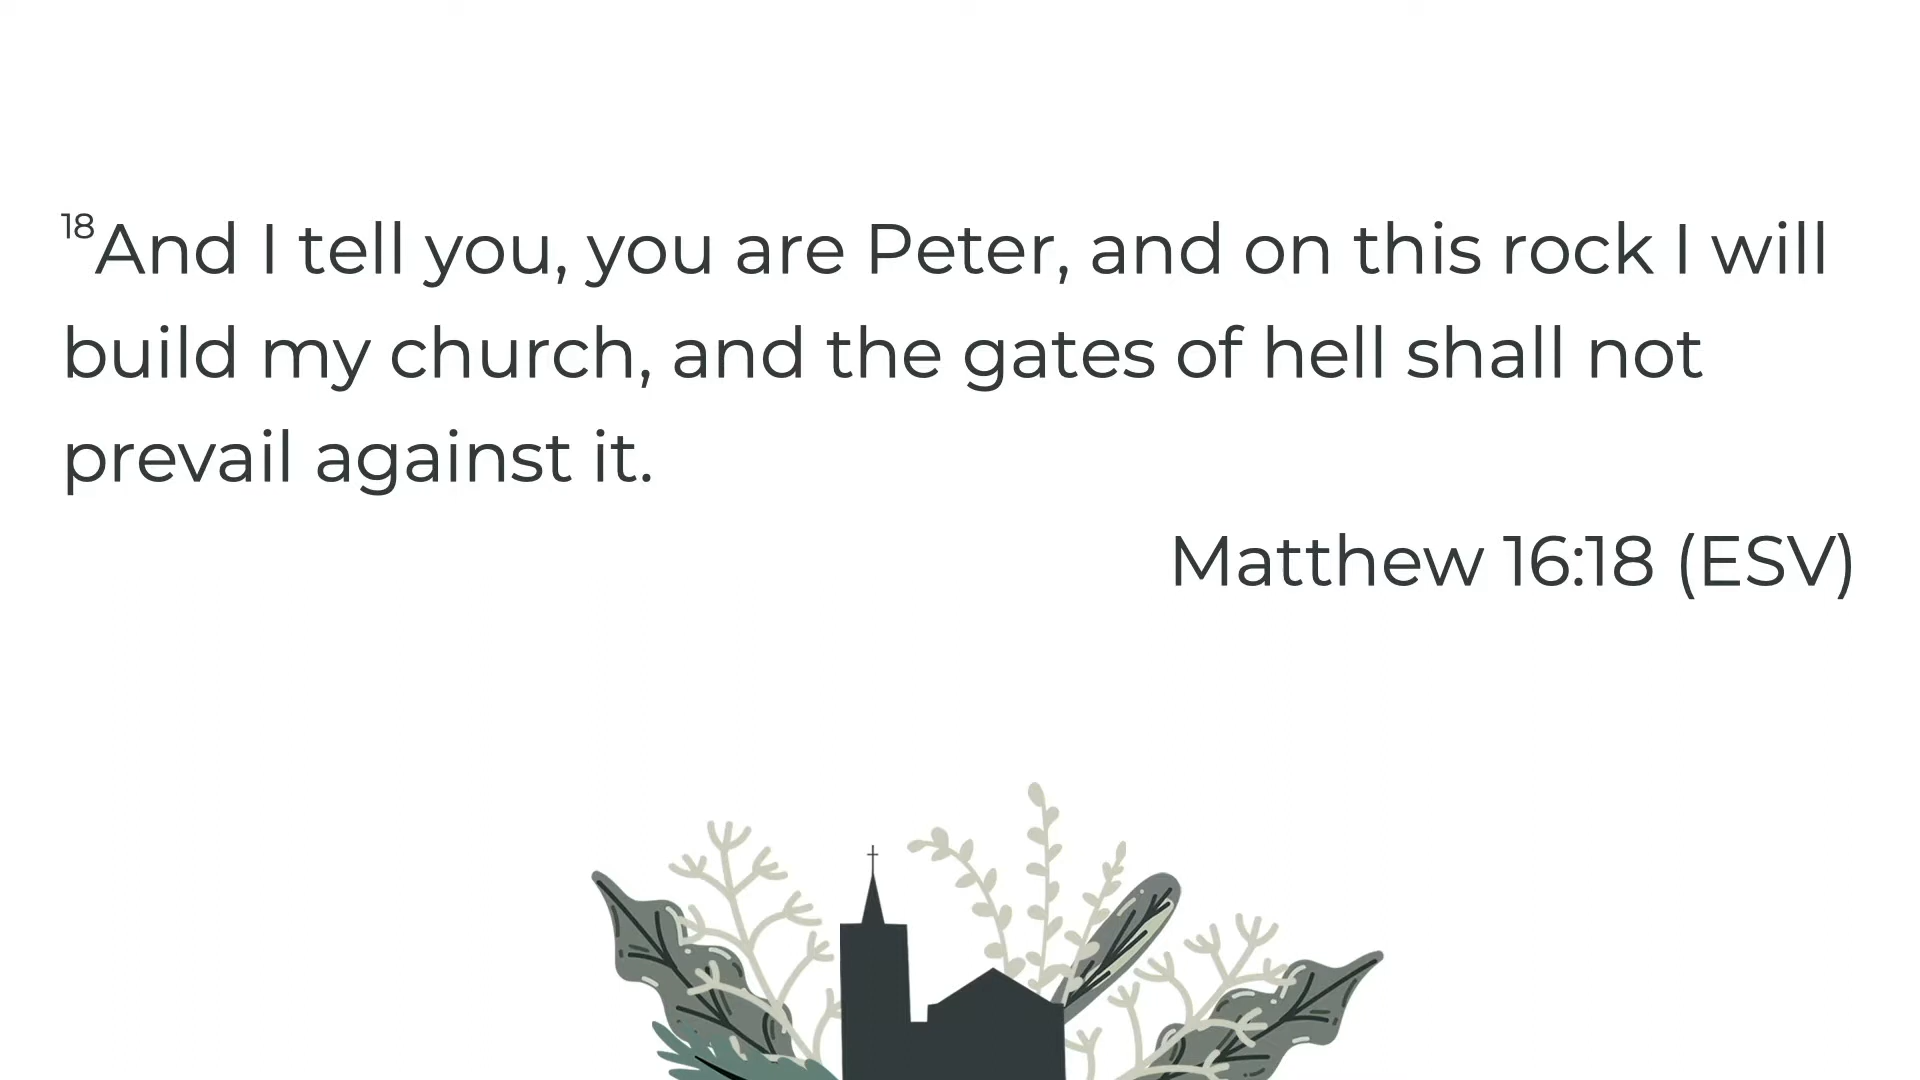 18And I tell you, you are Peter, and on this rock I will
build my church, and the gates of hell shall not
prevail against it.
Matthew 16:18 (ESV)